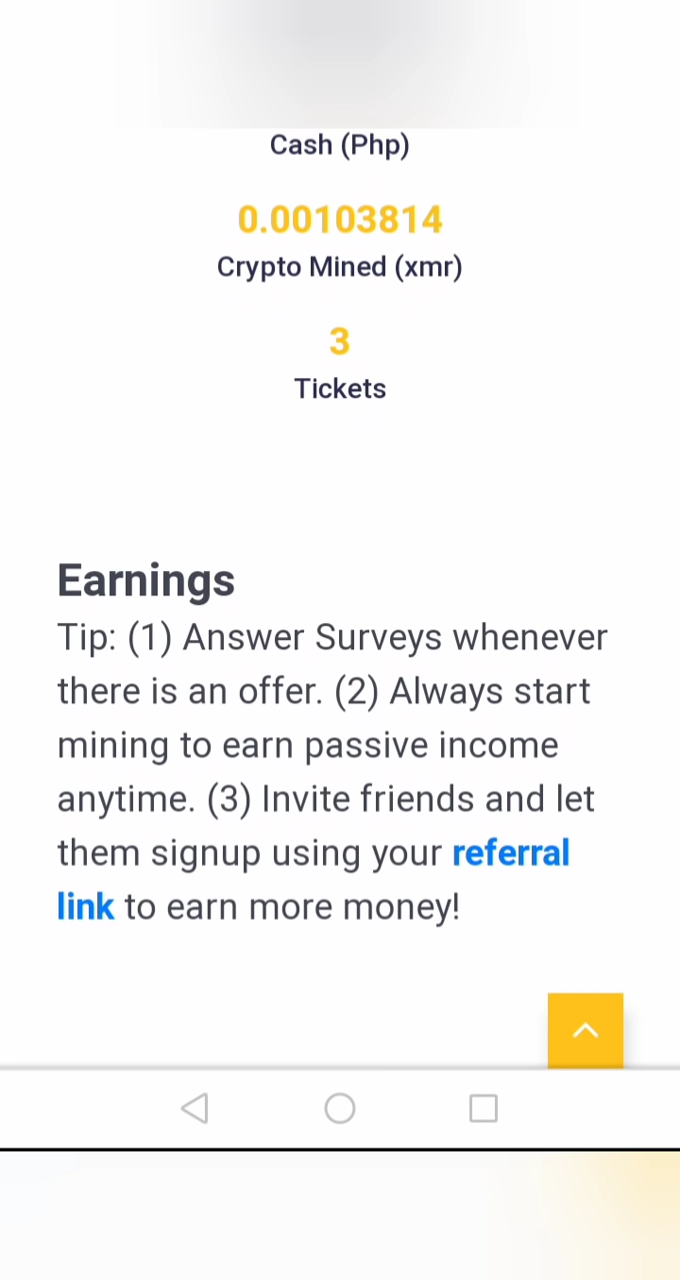 Cash (Php)
0.00103814
Crypto Mined (xmr)
3
Tickets
Earnings
Tip: (1) Answer Surveys whenever
there is an offer. (2) Always start
mining to earn passive income
anytime. (3) Invite friends and let
them signup using your referral
link to earn more money!